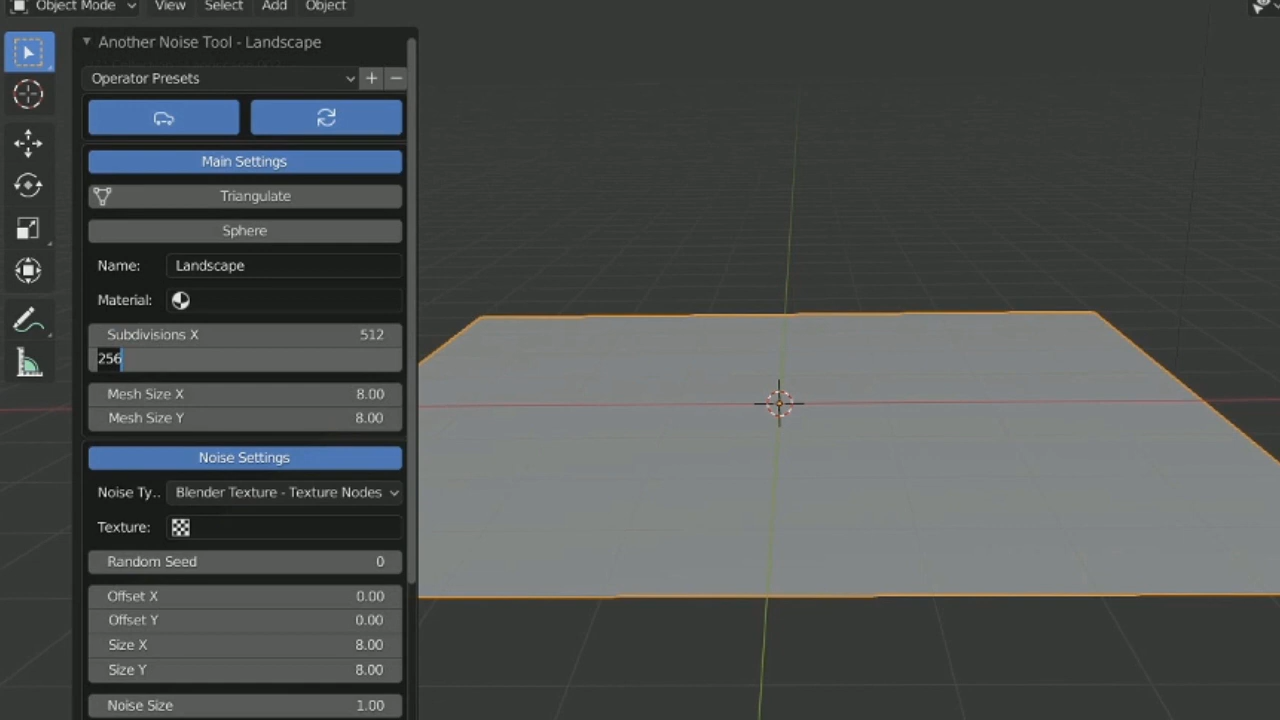 Object Mode View Select Add Object
Another Noise Tool - Landscape
Operator Presets
Main Settings
Triangulate
Sphere
Name: Landscape
Material:
Subdivisions X 512
256
Mesh Size X 8.00
Mesh Size Y 8.00
Noise Settings
Noise Ty.. Blender Texture - Texture Nodes
Texture:
Random Seed 0
Offset X 0.00
Offset Y 0.00
Size X 8.00
Size Y 8.00
Noise Size 1.00